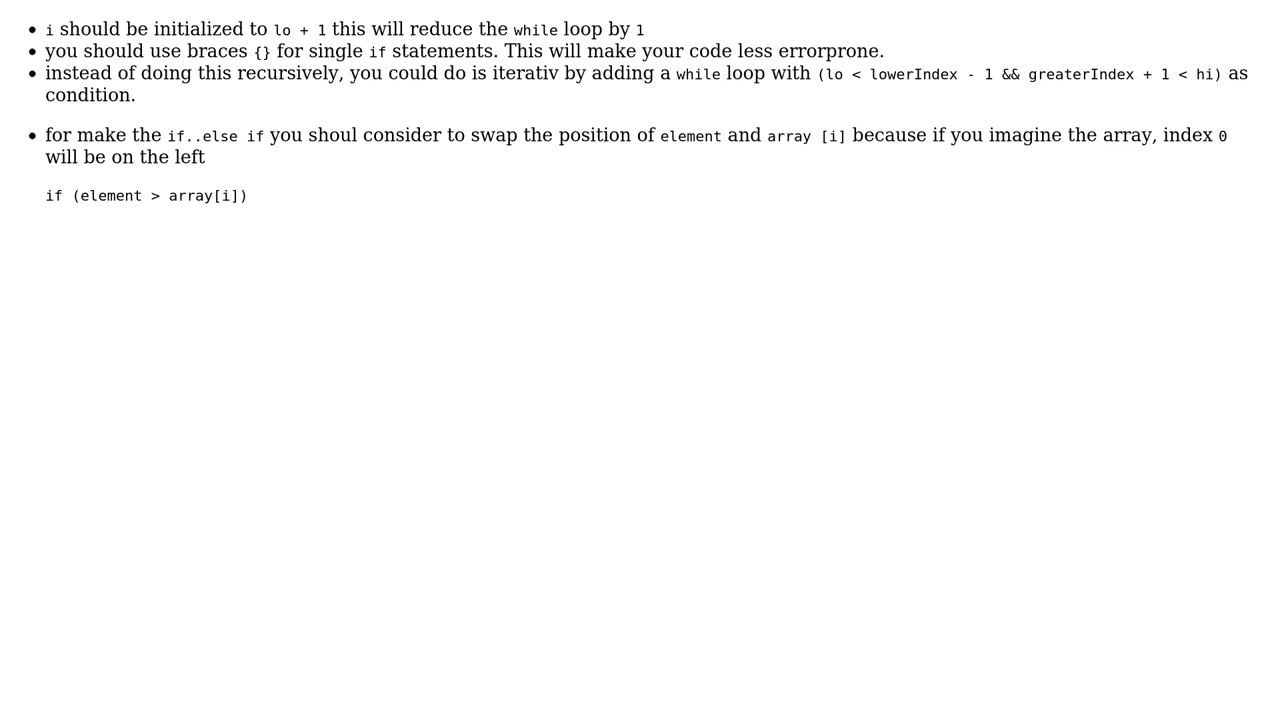 • i should be initialized to lo + 1 this will reduce the while loop by 1
• you should use braces {} for single if statements. This will make your code less errorprone.
• instead of doing this recursively, you could do is iterativ by adding a while loop with (lo < lowerIndex - 1 && greaterIndex + 1 < hi) as
condition.
• for make the if..else if you shoul consider to swap the position of element and array [i] because if you imagine the array, index 0
will be on the left
if (element > array[i])